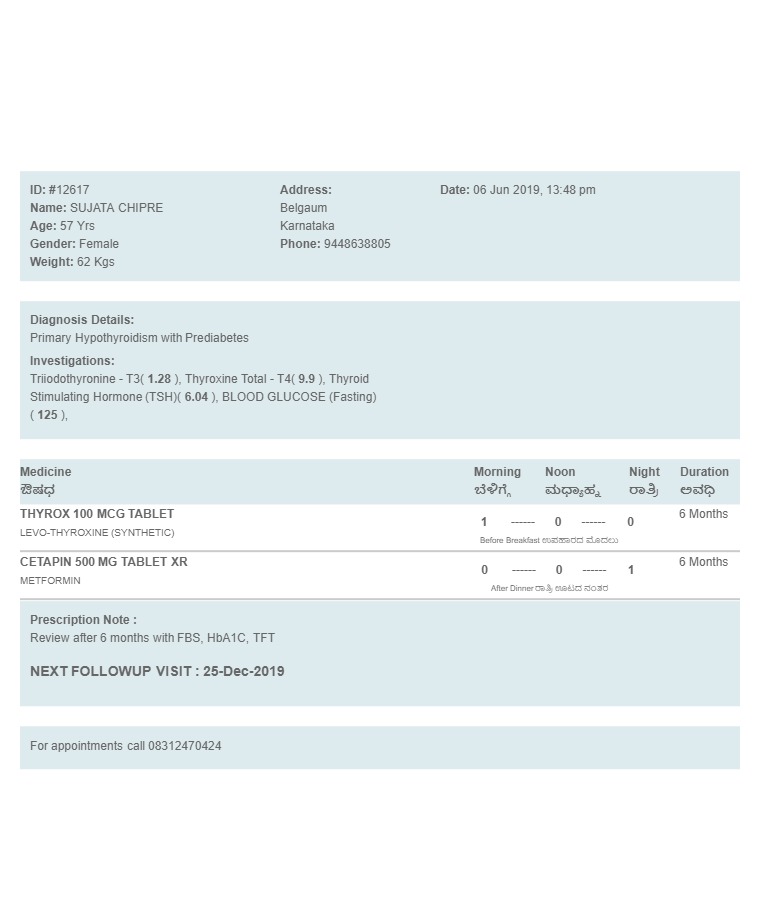 ID: #12617
Name: SUJATA CHIPRE
Age: 57 Yrs
Gender: Female
Weight: 62 Kgs
Address:
Belgaum
Karnataka
Phone: 9448638805
Date: 06 Jun 2019, 13:48 pm
Diagnosis Details:
Primary Hypothyroidism with Prediabetes
Investigations:
Triiodothyronine - T3( 1.28 ), Thyroxine Total - T4( 9.9 ), Thyroid
Stimulating Hormone (TSH)( 6.04 ), BLOOD GLUCOSE (Fasting)
( 125 ),
Medicine Morning Noon Night Duration
ಔಷಧ ಬೆಳಿಗ್ಗೆ ಮಧ್ಯಾಹ್ನ ರಾತ್ರಿ ಅವಧಿ
THYROX 100 MCG TABLET 1 ------ 0 ------ 0 6 Months
LEVO-THYROXINE (SYNTHETIC) Before Breakfast ಉಪಹಾರದ ಮೊದಲು
CETAPIN 500 MG TABLET XR 0 ------ 0 ------ 1 6 Months
METFORMIN After Dinner ರಾತ್ರಿ ಊಟದ ನಂತರ
Prescription Note :
Review after 6 months with FBS, HbA1C, TFT
NEXT FOLLOWUP VISIT : 25-Dec-2019
For appointments call 08312470424